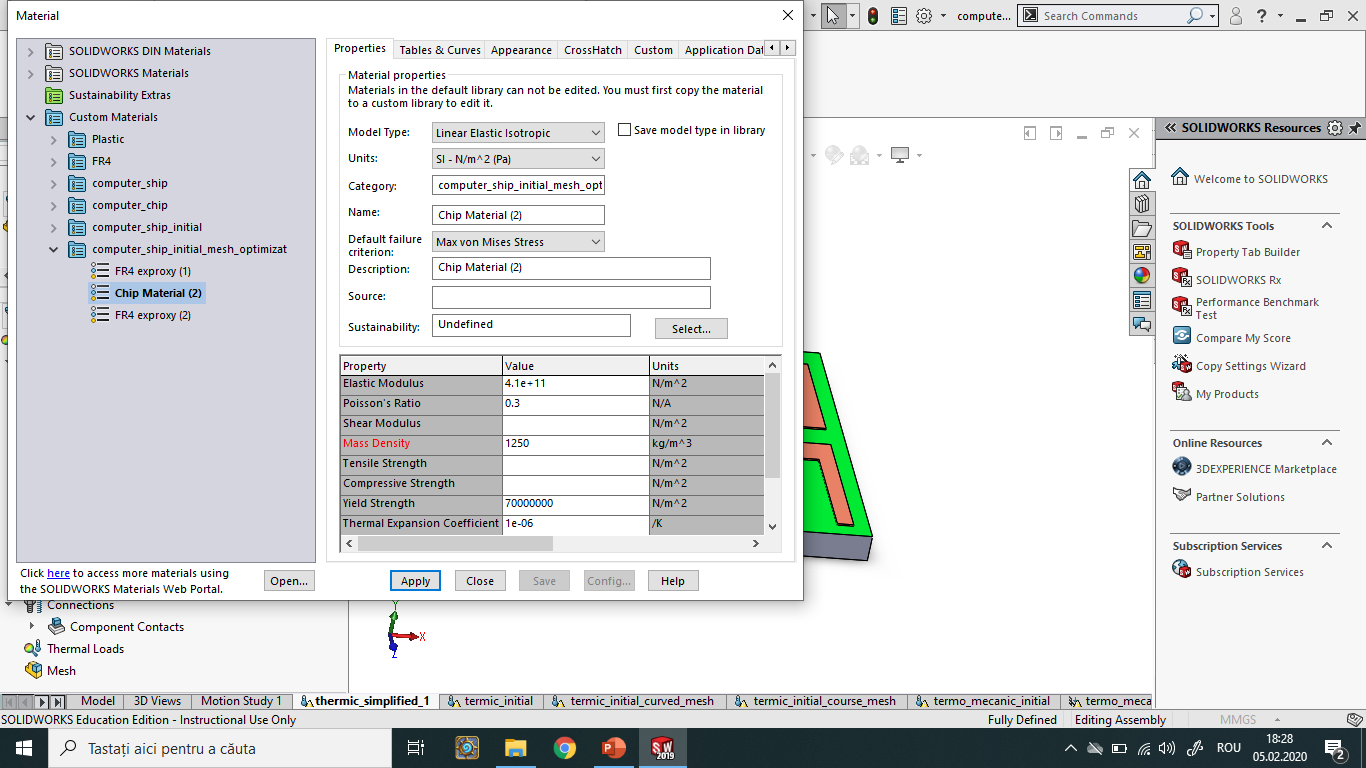 Material
SOLIDWORKS DIN Materials
SOLIDWORKS Materials
Sustainability Extras
Custom Materials
Plastic
FR4
computer_ship
computer_chip
computer_ship_initial
computer_ship_initial_mesh_optimizat
FR4 exproxy (1)
Chip Material (2)
FR4 exproxy (2)
Click here to access more materials using
the SOLIDWORKS Materials Web Portal.
Open...
Properties Tables & Curves Appearance CrossHatch Custom Application Dat
Material properties
Materials in the default library can not be edited. You must first copy the material
to a custom library to edit it.
Model Type: Linear Elastic Isotropic Save model type in library
Units: SI - N/m^2 (Pa)
Category: computer_ship_initial_mesh_opt
Name: Chip Material (2)
Default failure
criterion: Max von Mises Stress
Description: Chip Material (2)
Source:
Sustainability: Undefined Select...
Property Value Units
Elastic Modulus 4.1e+11 N/m^2
Poisson's Ratio 0.3 N/A
Shear Modulus N/m^2
Mass Density 1250 kg/m^3
Tensile Strength N/m^2
Compressive Strength N/m^2
Yield Strength 70000000 N/m^2
Thermal Expansion Coefficient 1e-06 /K
Apply Close Save Config... Help
compute... Search Commands ?
SOLIDWORKS Resources
Welcome to SOLIDWORKS
SOLIDWORKS Tools
Property Tab Builder
SOLIDWORKS Rx
Performance Benchmark
Test
Compare My Score
Copy Settings Wizard
My Products
Online Resources
3DEXPERIENCE Marketplace
Partner Solutions
Subscription Services
Subscription Services
Connections
Component Contacts
Thermal Loads
Mesh
Y
X
Z
Model 3D Views Motion Study 1 thermic_simplified_1 termic_initial termic_initial_curved_mesh termic_initial_course_mesh termo_mecanic_initial termo_meca
SOLIDWORKS Education Edition - Instructional Use Only Fully Defined Editing Assembly MMGS
Tastați aici pentru a căuta
SW
2019
ROU
18:28
05.02.2020
2